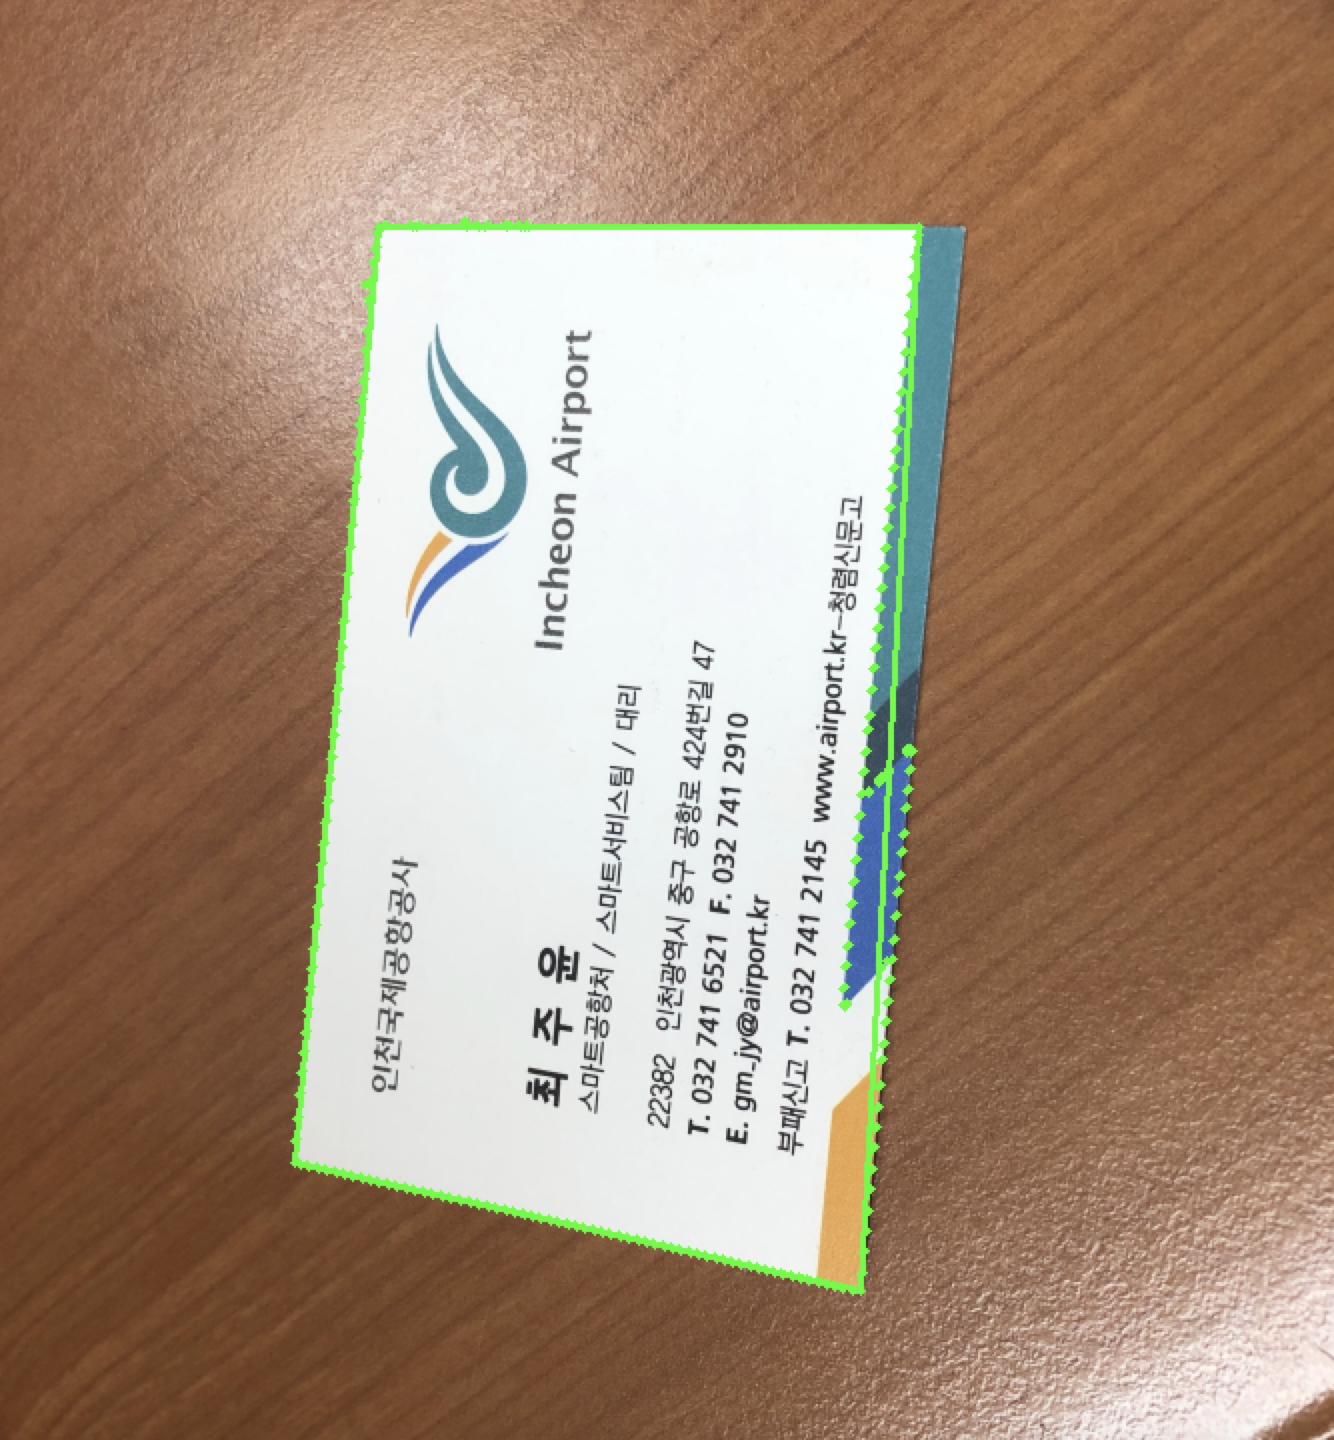 인천국제공항공사
Incheon Airport
최 주 윤
스마트공항처 / 스마트서비스팀 / 대리
22382 인천광역시 중구 공항로 424번길 47
T. 032 741 6521 F. 032 741 2910
E. gm-jy@airport.kr
부패신고 T. 032 741 2145 www.airport.kr–청렴신문고